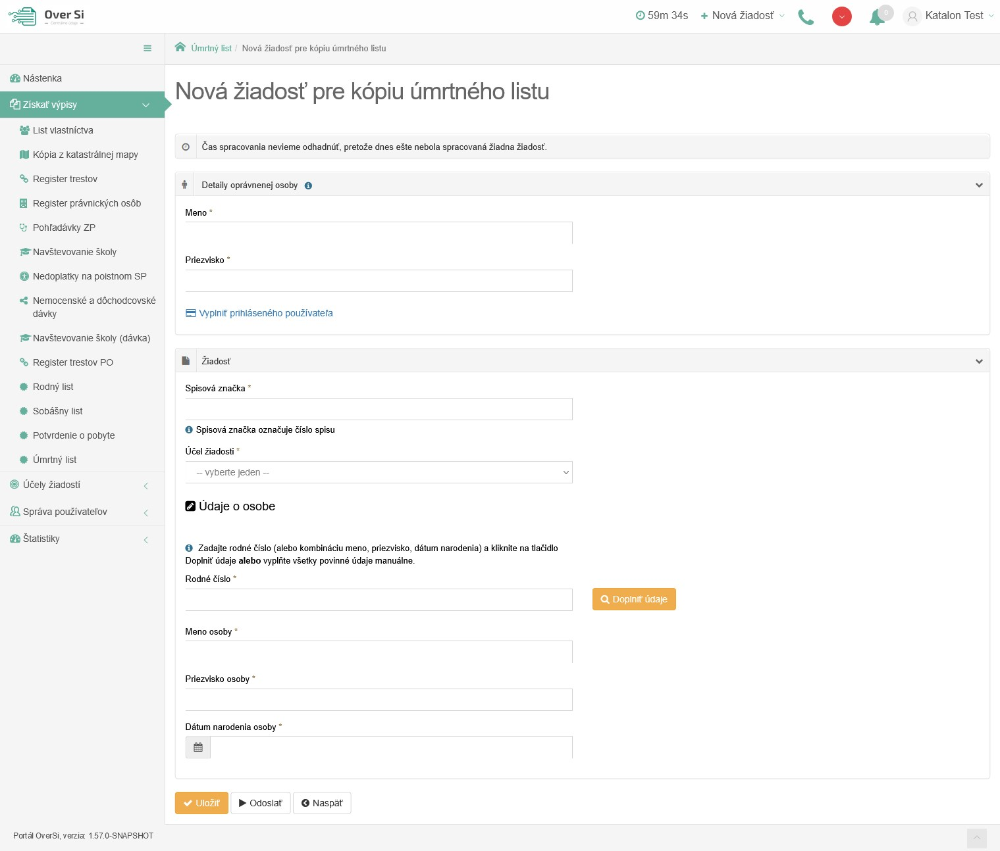 Over Si
Centrálne údaje
59m 34s
Nová žiadosť
0
Katalon Test
Úmrtný list / Nová žiadosť pre kópiu úmrtného listu
Nástenka
Získať výpisy
List vlastníctva
Kópia z katastrálnej mapy
Register trestov
Register právnických osôb
Pohľadávky ZP
Navštevovanie školy
Nedoplatky na poistnom SP
Nemocenské a dôchodcovské
dávky
Navštevovanie školy (dávka)
Register trestov PO
Rodný list
Sobášny list
Potvrdenie o pobyte
Úmrtný list
Účely žiadostí
Správa používateľov
Štatistiky
Nová žiadosť pre kópiu úmrtného listu
Čas spracovania nevieme odhadnúť, pretože dnes ešte nebola spracovaná žiadna žiadosť.
Detaily oprávnenej osoby
Meno *
Priezvisko *
Vyplniť prihláseného používateľa
Žiadosť
Spisová značka *
Spisová značka označuje číslo spisu
Účel žiadosti *
-- vyberte jeden --
Údaje o osobe
Zadajte rodné číslo (alebo kombináciu meno, priezvisko, dátum narodenia) a kliknite na tlačidlo
Doplniť údaje alebo vyplňte všetky povinné údaje manuálne.
Rodné číslo *
Doplniť údaje
Meno osoby *
Priezvisko osoby *
Dátum narodenia osoby *
Uložiť
Odoslať
Naspäť
Portál OverSi, verzia: 1.57.0-SNAPSHOT